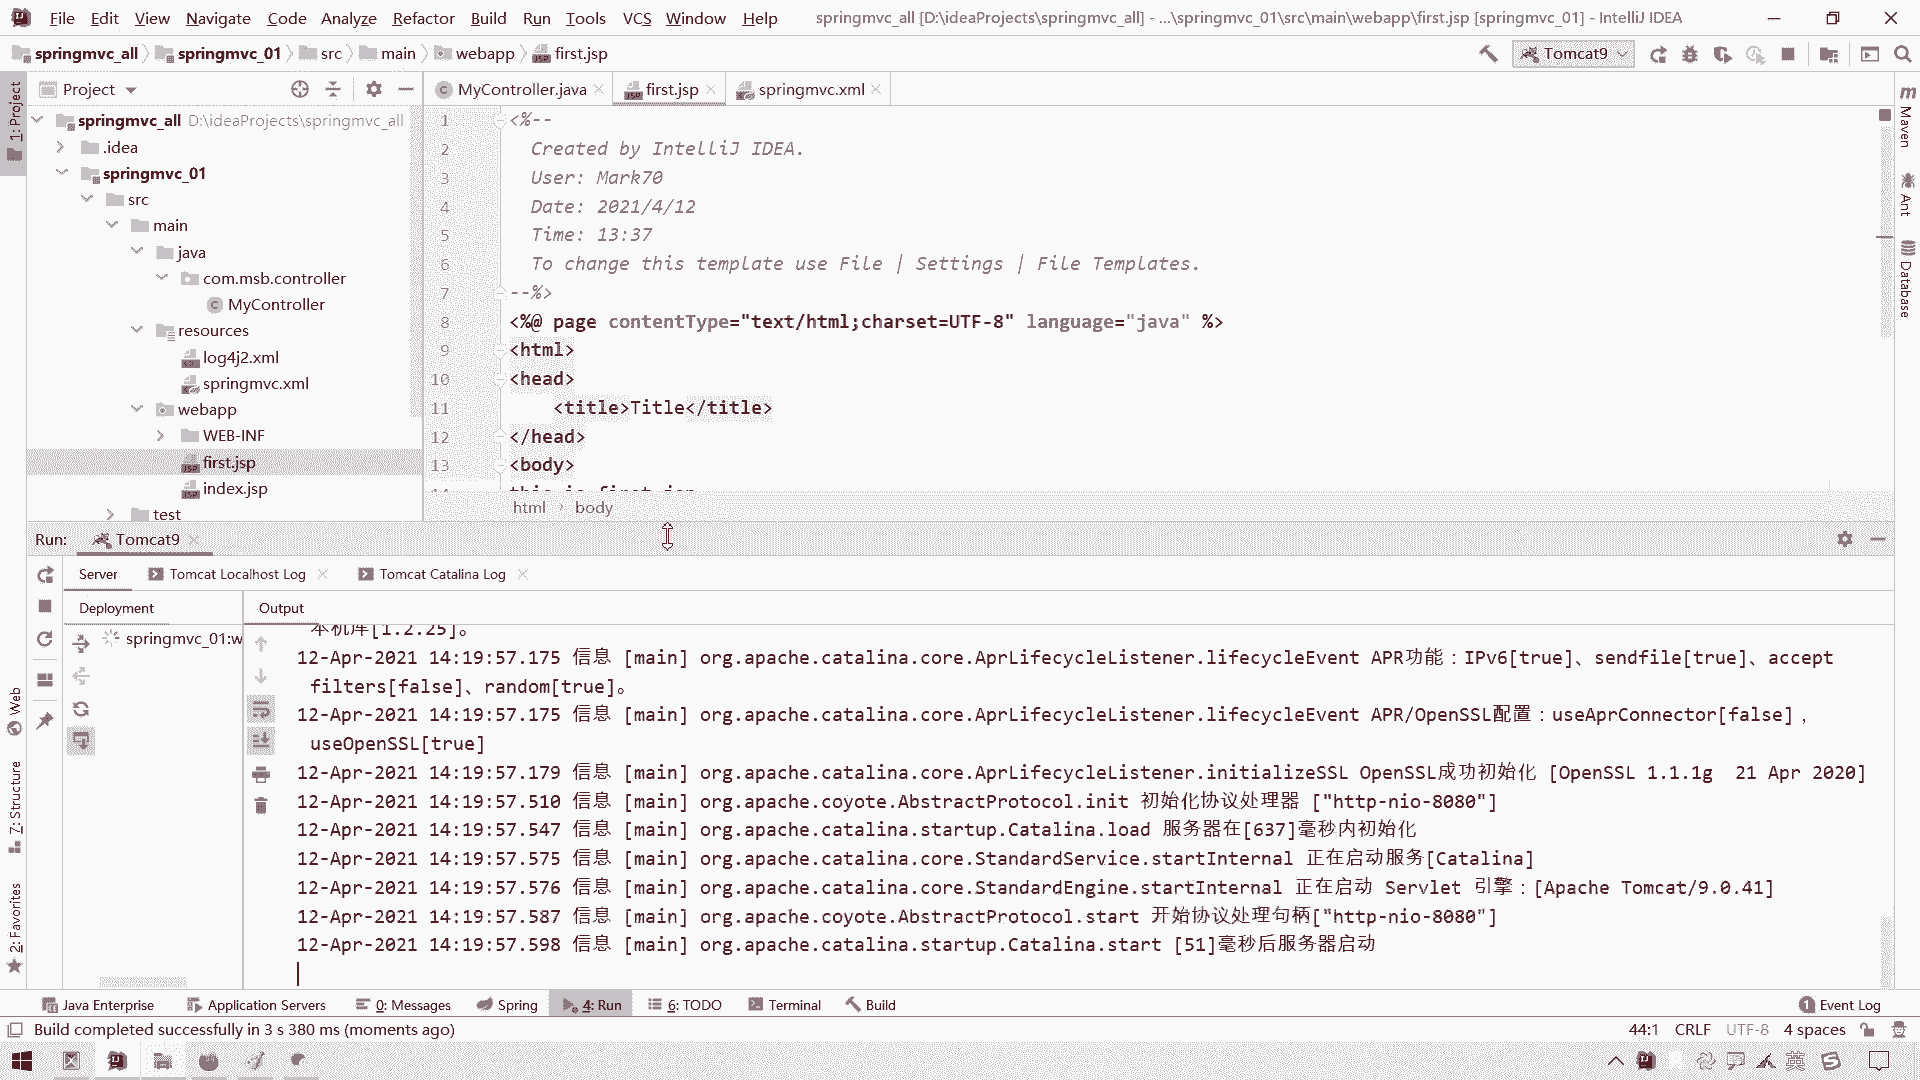 File Edit View Navigate Code Analyze Refactor Build Run Tools VCS Window Help springmvc_all [D:\ideaProjects\springmvc_all] - ...\springmvc_01\src\main\webapp\first.jsp [springmvc_01] - IntelliJ IDEA
springmvc_all springmvc_01 src main webapp first.jsp Tomcat9
Project MyController.java first.jsp springmvc.xml
1: Project
Maven
Ant
Database
springmvc_all D:\ideaProjects\springmvc_all
.idea
springmvc_01
src
main
java
com.msb.controller
MyController
resources
log4j2.xml
springmvc.xml
webapp
WEB-INF
first.jsp
index.jsp
test
1 <%--
2 Created by IntelliJ IDEA.
3 User: Mark70
4 Date: 2021/4/12
5 Time: 13:37
6 To change this template use File | Settings | File Templates.
7 --%>
8 <%@ page contentType="text/html;charset=UTF-8" language="java" %>
9 <html>
10 <head>
11 <title>Title</title>
12 </head>
13 <body>
14 this is first jsp
html › body
Run: Tomcat9
Server Tomcat Localhost Log Tomcat Catalina Log
Deployment Output
springmvc_01:w
本机库[1.2.25]。
12-Apr-2021 14:19:57.175 信息 [main] org.apache.catalina.core.AprLifecycleListener.lifecycleEvent APR功能：IPv6[true]、sendfile[true]、accept
filters[false]、random[true]。
12-Apr-2021 14:19:57.175 信息 [main] org.apache.catalina.core.AprLifecycleListener.lifecycleEvent APR/OpenSSL配置：useAprConnector[false]，
useOpenSSL[true]
12-Apr-2021 14:19:57.179 信息 [main] org.apache.catalina.core.AprLifecycleListener.initializeSSL OpenSSL成功初始化 [OpenSSL 1.1.1g  21 Apr 2020]
12-Apr-2021 14:19:57.510 信息 [main] org.apache.coyote.AbstractProtocol.init 初始化协议处理器 ["http-nio-8080"]
12-Apr-2021 14:19:57.547 信息 [main] org.apache.catalina.startup.Catalina.load 服务器在[637]毫秒内初始化
12-Apr-2021 14:19:57.575 信息 [main] org.apache.catalina.core.StandardService.startInternal 正在启动服务[Catalina]
12-Apr-2021 14:19:57.576 信息 [main] org.apache.catalina.core.StandardEngine.startInternal 正在启动 Servlet 引擎：[Apache Tomcat/9.0.41]
12-Apr-2021 14:19:57.587 信息 [main] org.apache.coyote.AbstractProtocol.start 开始协议处理句柄["http-nio-8080"]
12-Apr-2021 14:19:57.598 信息 [main] org.apache.catalina.startup.Catalina.start [51]毫秒后服务器启动
Web
7: Structure
2: Favorites
Java Enterprise Application Servers 0: Messages Spring 4: Run 6: TODO Terminal Build 1 Event Log
Build completed successfully in 3 s 380 ms (moments ago) 44:1 CRLF UTF-8 4 spaces
英